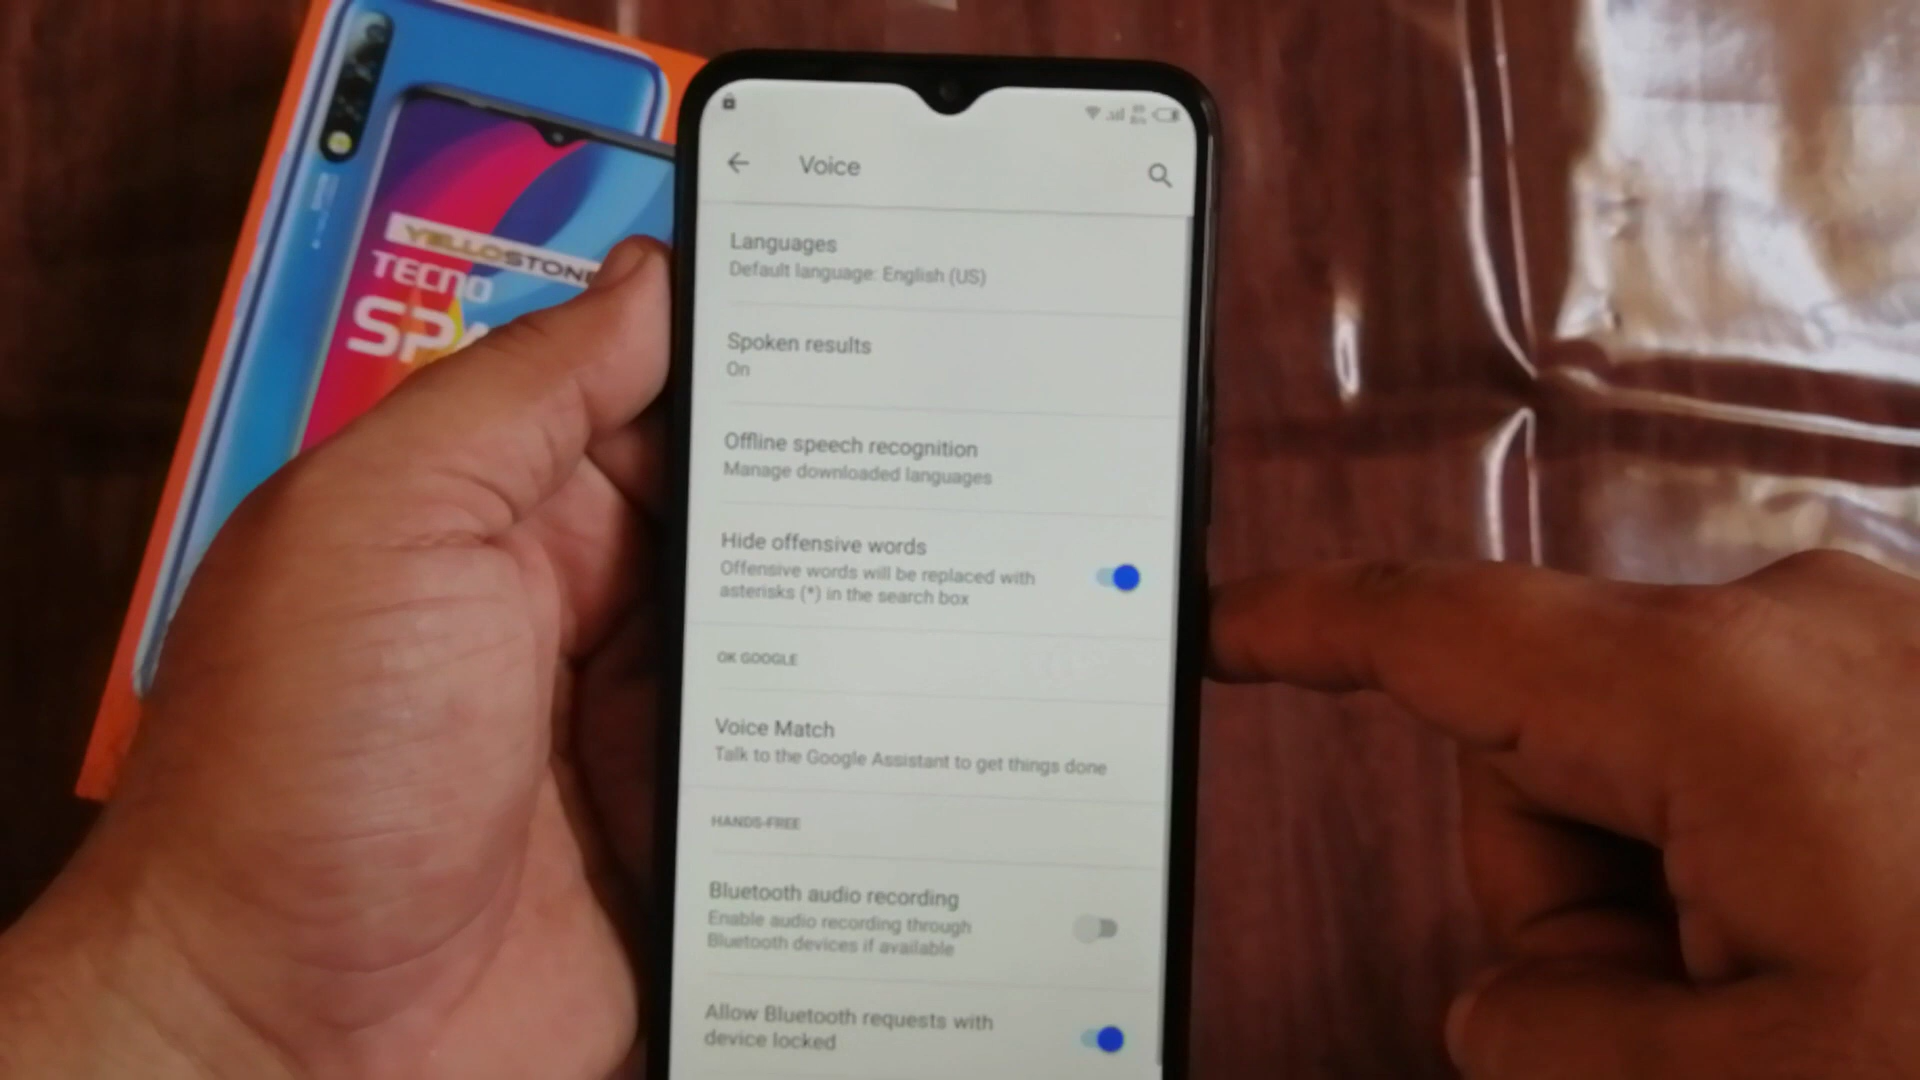 YELLOSTONE
TECNO
Voice
Languages
Default language: English (US)
Spoken results
On
Offline speech recognition
Manage downloaded languages
Hide offensive words
Offensive words will be replaced with
asterisks (*) in the search box
OK GOOGLE
Voice Match
Talk to the Google Assistant to get things done
HANDS-FREE
Bluetooth audio recording
Enable audio recording through
Bluetooth devices if available
Allow Bluetooth requests with
device locked